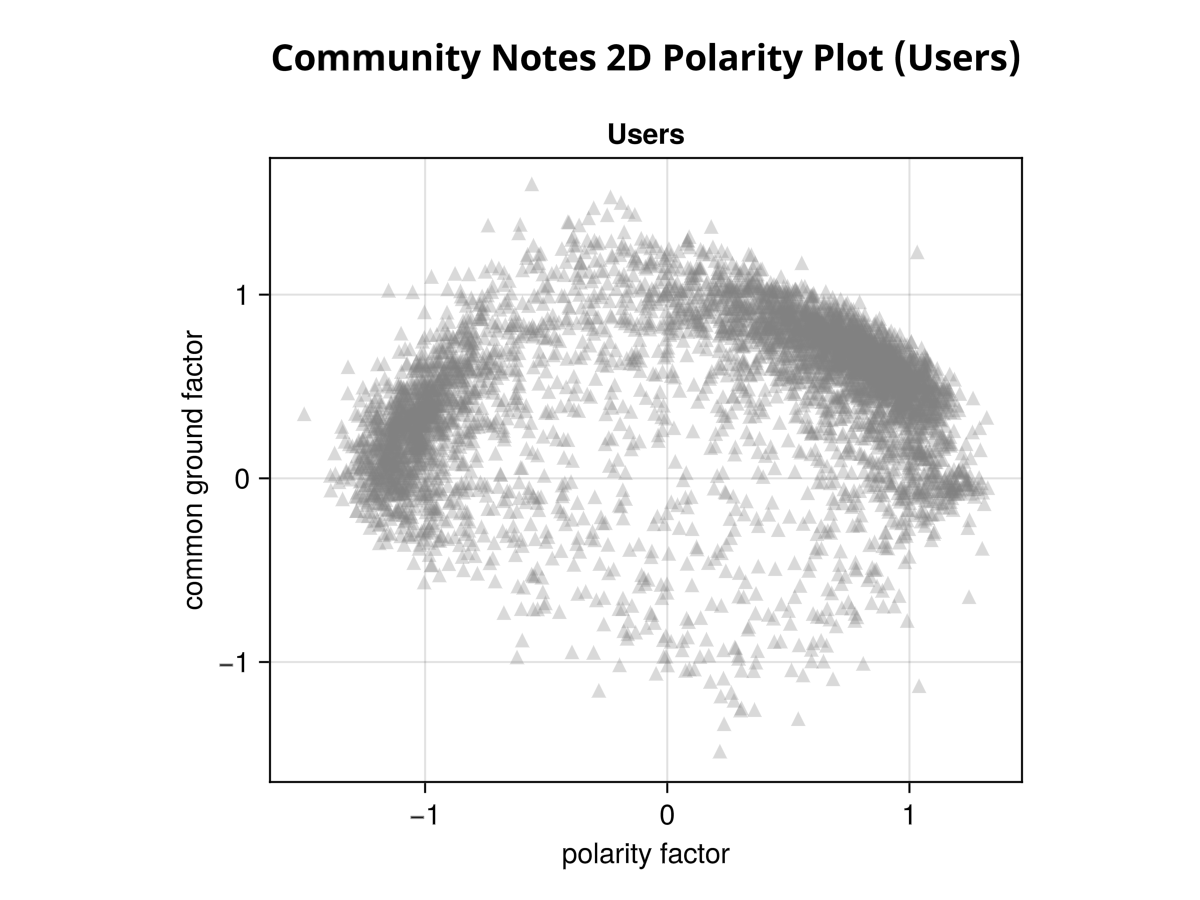 Community Notes 2D Polarity Plot (Users)
Users
common ground factor
1
0
−1
−1
0
1
polarity factor